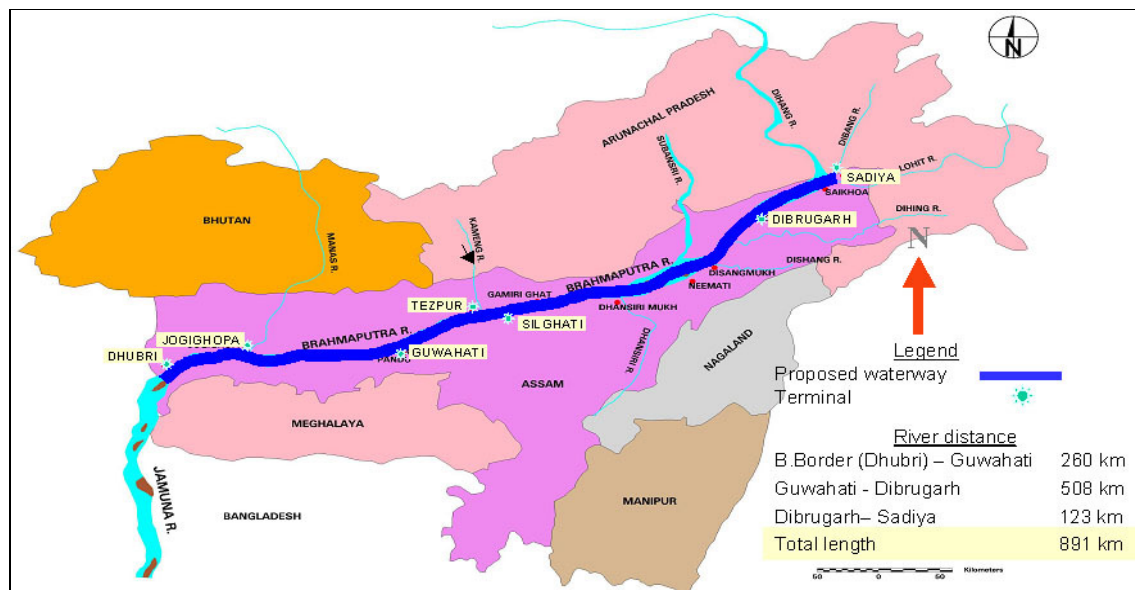 N
ARUNACHAL PRADESH
DIHANG R.
DIBANG R.
LOHIT R.
SUBANSRI R.
SADIYA
SAIKHOA
BHUTAN
MANAS R.
KAMENG R.
DIBRUGARH
DIHING R.
N
BRAHMAPUTRA R.
DISHANG R.
DISANGMUKH
NEEMATI
GAMIRI GHAT
TEZPUR
DHANSIRI MUKH
SILGHATI
BRAHMAPUTRA R.
JOGIGHOPA
DHUBRI
GUWAHATI
PANDU
DHANSIRI R.
NAGALAND
ASSAM
MEGHALAYA
JAMUNA R.
BANGLADESH
MANIPUR
Legend
Proposed waterway
Terminal
River distance
B.Border (Dhubri) – Guwahati 260 km
Guwahati - Dibrugarh 508 km
Dibrugarh– Sadiya 123 km
Total length 891 km
50 0 50 Kilometers